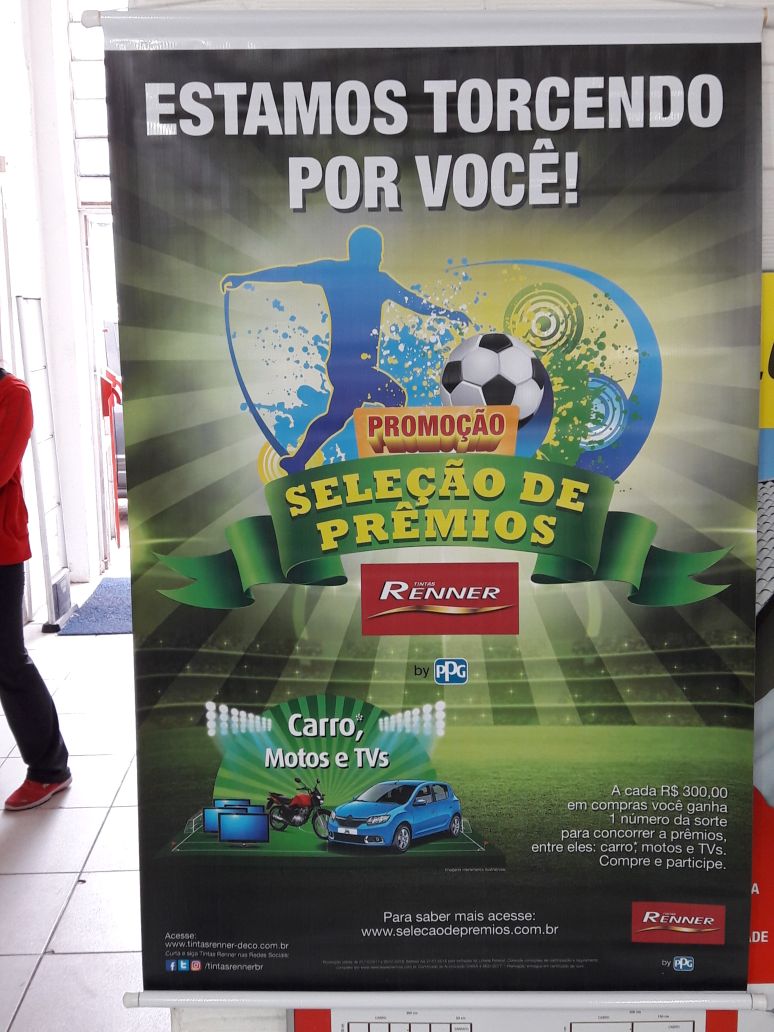 ESTAMOS TORCENDO
POR VOCÊ!
PROMOÇÃO
SELEÇÃO DE
PRÊMIOS
TINTAS
RENNER
by PPG
Carro*,
Motos e TVs
A cada R$ 300,00
em compras você ganha
1 número da sorte
para concorrer a prêmios,
entre eles: carro*, motos e TVs.
Compre e participe.
Imagens meramente ilustrativas.
Para saber mais acesse:
www.selecaodepremios.com.br
Acesse:
www.tintasrenner-deco.com.br
Curta e siga Tintas Renner nas Redes Sociais:
/tintasrennerbr
RENNER
by PPG